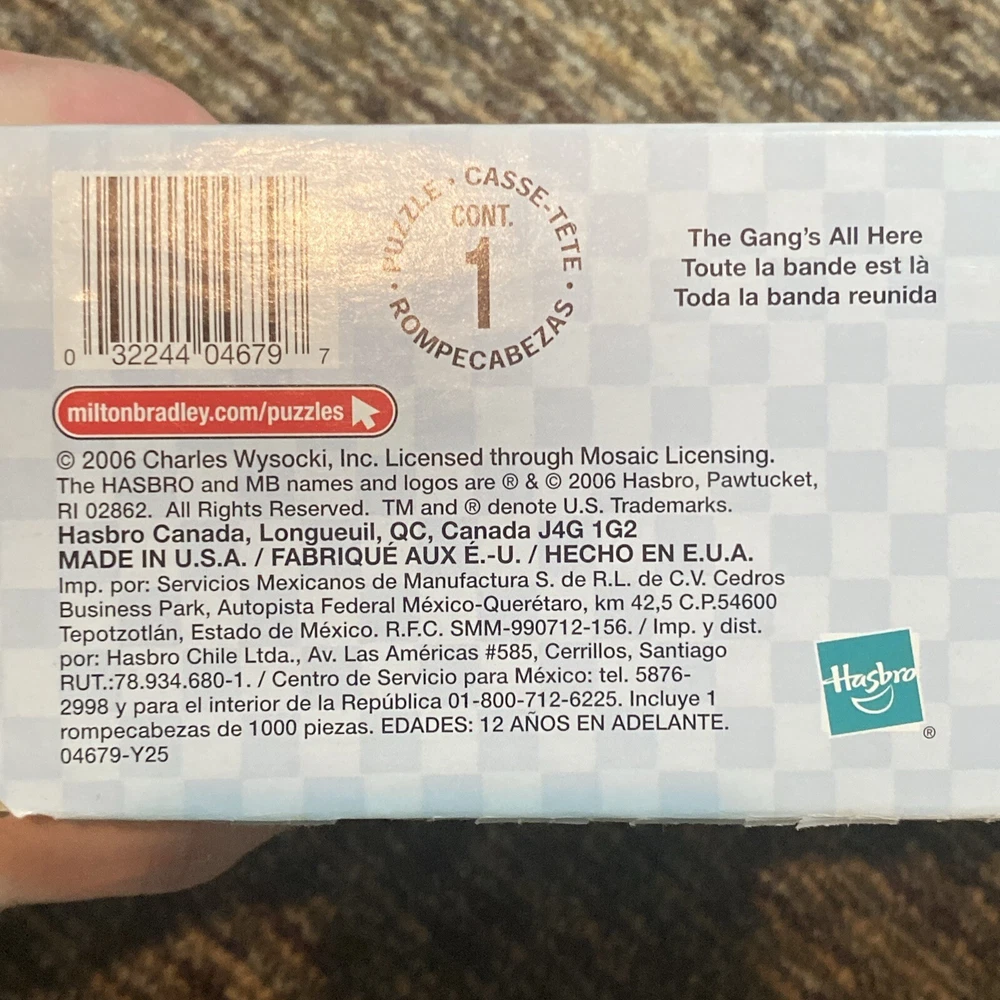 PUZZLE • CASSE-TÊTE • ROMPECABEZAS •
CONT.
1
The Gang's All Here
Toute la bande est là
Toda la banda reunida
0 32244 04679 7
miltonbradley.com/puzzles
© 2006 Charles Wysocki, Inc. Licensed through Mosaic Licensing.
The HASBRO and MB names and logos are ® & © 2006 Hasbro, Pawtucket,
RI 02862. All Rights Reserved. TM and ® denote U.S. Trademarks.
Hasbro Canada, Longueuil, QC, Canada J4G 1G2
MADE IN U.S.A. / FABRIQUÉ AUX É.-U. / HECHO EN E.U.A.
Imp. por: Servicios Mexicanos de Manufactura S. de R.L. de C.V. Cedros
Business Park, Autopista Federal México-Querétaro, km 42,5 C.P.54600
Tepotzotlán, Estado de México. R.F.C. SMM-990712-156. / Imp. y dist.
por: Hasbro Chile Ltda., Av. Las Américas #585, Cerrillos, Santiago
RUT.:78.934.680-1. / Centro de Servicio para México: tel. 5876-
2998 y para el interior de la República 01-800-712-6225. Incluye 1
rompecabezas de 1000 piezas. EDADES: 12 AÑOS EN ADELANTE.
04679-Y25
Hasbro
®